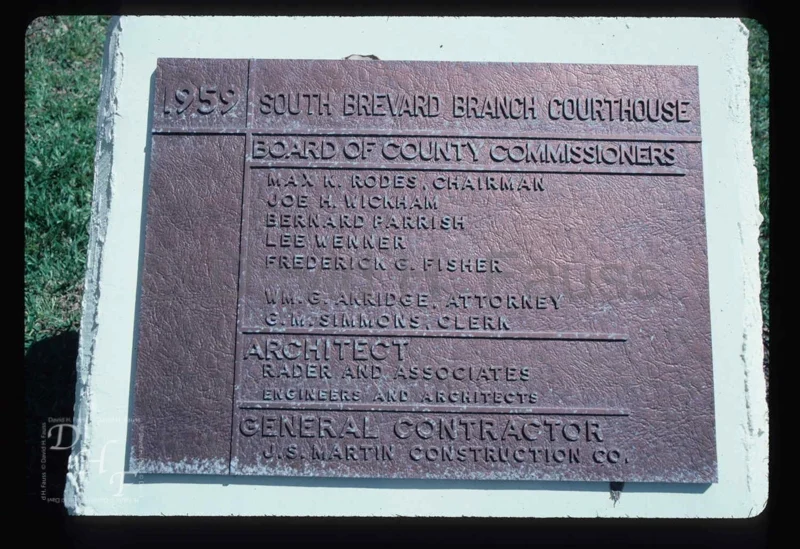 1959 SOUTH BREVARD BRANCH COURTHOUSE
BOARD OF COUNTY COMMISSIONERS
MAX K. RODES, CHAIRMAN
JOE H. WICKHAM
BERNARD PARRISH
LEE WENNER
FREDERICK G. FISHER
WM. G. AKRIDGE, ATTORNEY
G. M. SIMMONS, CLERK
ARCHITECT
RADER AND ASSOCIATES
ENGINEERS AND ARCHITECTS
GENERAL CONTRACTOR
J. S. MARTIN CONSTRUCTION CO.
Fauss